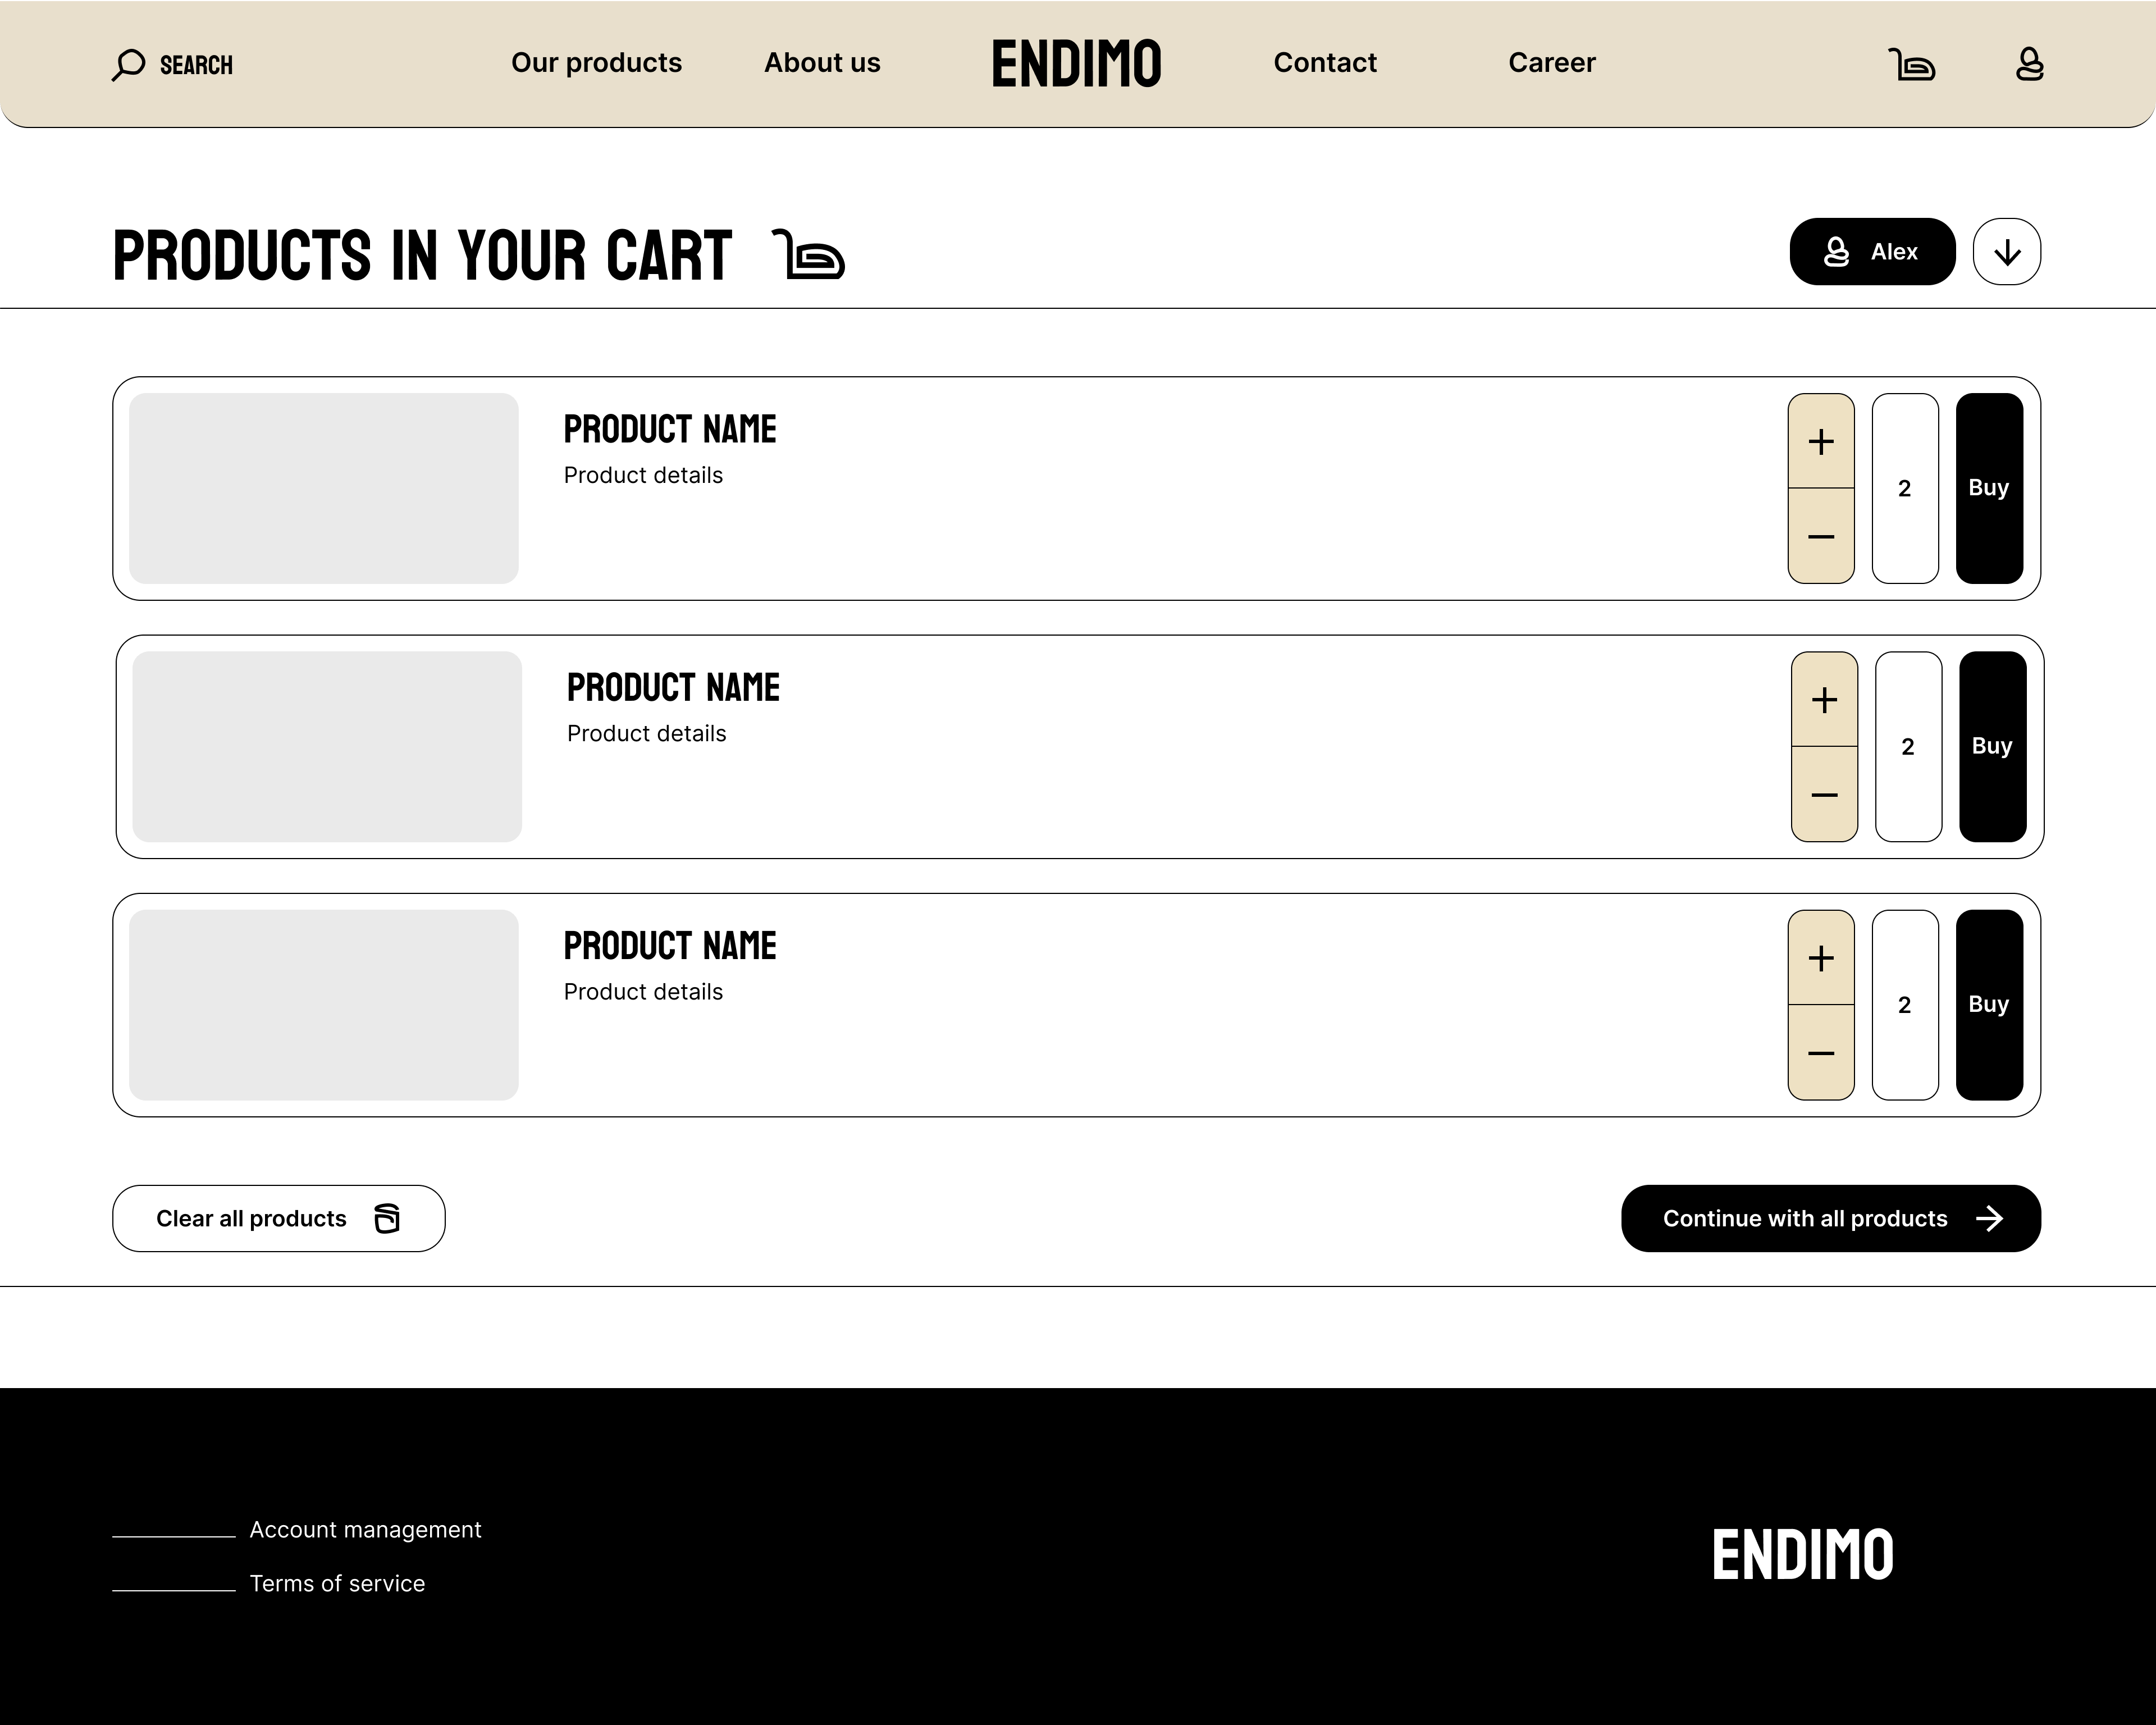 SEARCH
Our products
About us
ENDIMO
Contact
Career
PRODUCTS IN YOUR CART
Alex
PRODUCT NAME
Product details
2
Buy
PRODUCT NAME
Product details
2
Buy
PRODUCT NAME
Product details
2
Buy
Clear all products
Continue with all products
Account management
Terms of service
ENDIMO